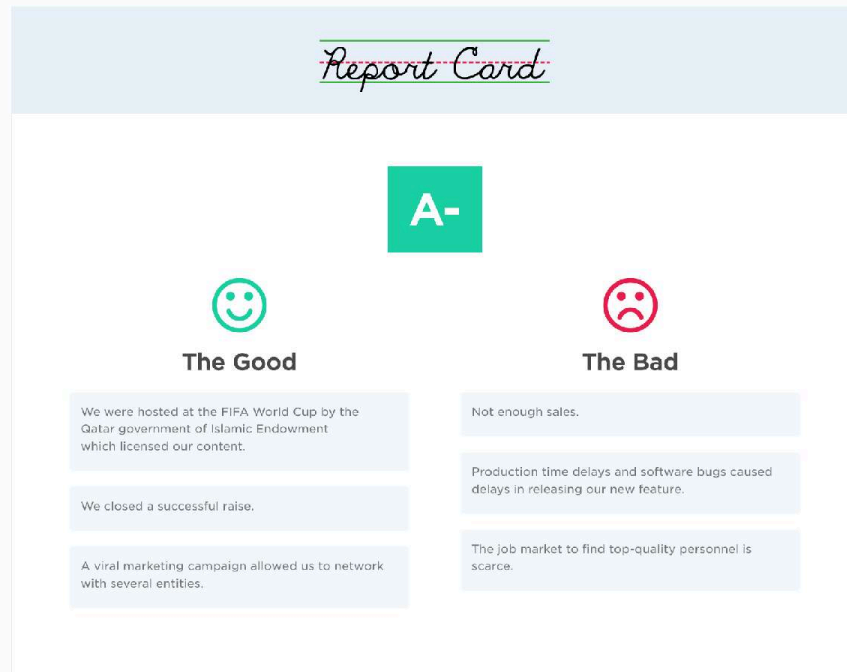 Report Card
A-
The Good
We were hosted at the FIFA World Cup by the
Qatar government of Islamic Endowment
which licensed our content.
We closed a successful raise.
A viral marketing campaign allowed us to network
with several entities.
The Bad
Not enough sales.
Production time delays and software bugs caused
delays in releasing our new feature.
The job market to find top-quality personnel is
scarce.